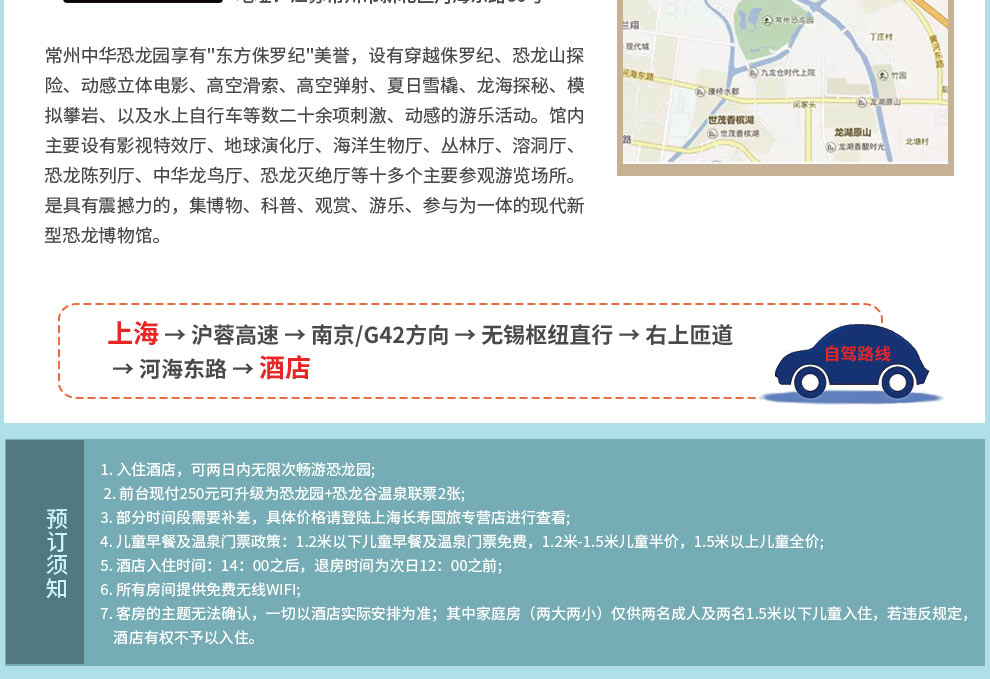 常州中华恐龙园享有"东方侏罗纪"美誉，设有穿越侏罗纪、恐龙山探
险、动感立体电影、高空滑索、高空弹射、夏日雪橇、龙海探秘、模
拟攀岩、以及水上自行车等数二十余项刺激、动感的游乐活动。馆内
主要设有影视特效厅、地球演化厅、海洋生物厅、丛林厅、溶洞厅、
恐龙陈列厅、中华龙鸟厅、恐龙灭绝厅等十多个主要参观游览场所。
是具有震撼力的，集博物、科普、观赏、游乐、参与为一体的现代新
型恐龙博物馆。
常州恐龙园
兰翔
丁庄村
现代城
黄河东路
河海东路
九龙仓时代上院
竹园
康桥水郡
闵家头
龙湖原山
世茂香槟湖
世茂香槟湖
龙湖原山
北塘村
龙湖香醍时光
路
上海 → 沪蓉高速 → 南京/G42方向 → 无锡枢纽直行 → 右上匝道
→ 河海东路 → 酒店
自驾路线
预订须知
1. 入住酒店，可两日内无限次畅游恐龙园;
2. 前台现付250元可升级为恐龙园+恐龙谷温泉联票2张;
3. 部分时间段需要补差，具体价格请登陆上海长寿国旅专营店进行查看;
4. 儿童早餐及温泉门票政策：1.2米以下儿童早餐及温泉门票免费，1.2米-1.5米儿童半价，1.5米以上儿童全价;
5. 酒店入住时间：14：00之后，退房时间为次日12：00之前;
6. 所有房间提供免费无线WIFI;
7. 客房的主题无法确认，一切以酒店实际安排为准；其中家庭房（两大两小）仅供两名成人及两名1.5米以下儿童入住，若违反规定，
酒店有权不予以入住。